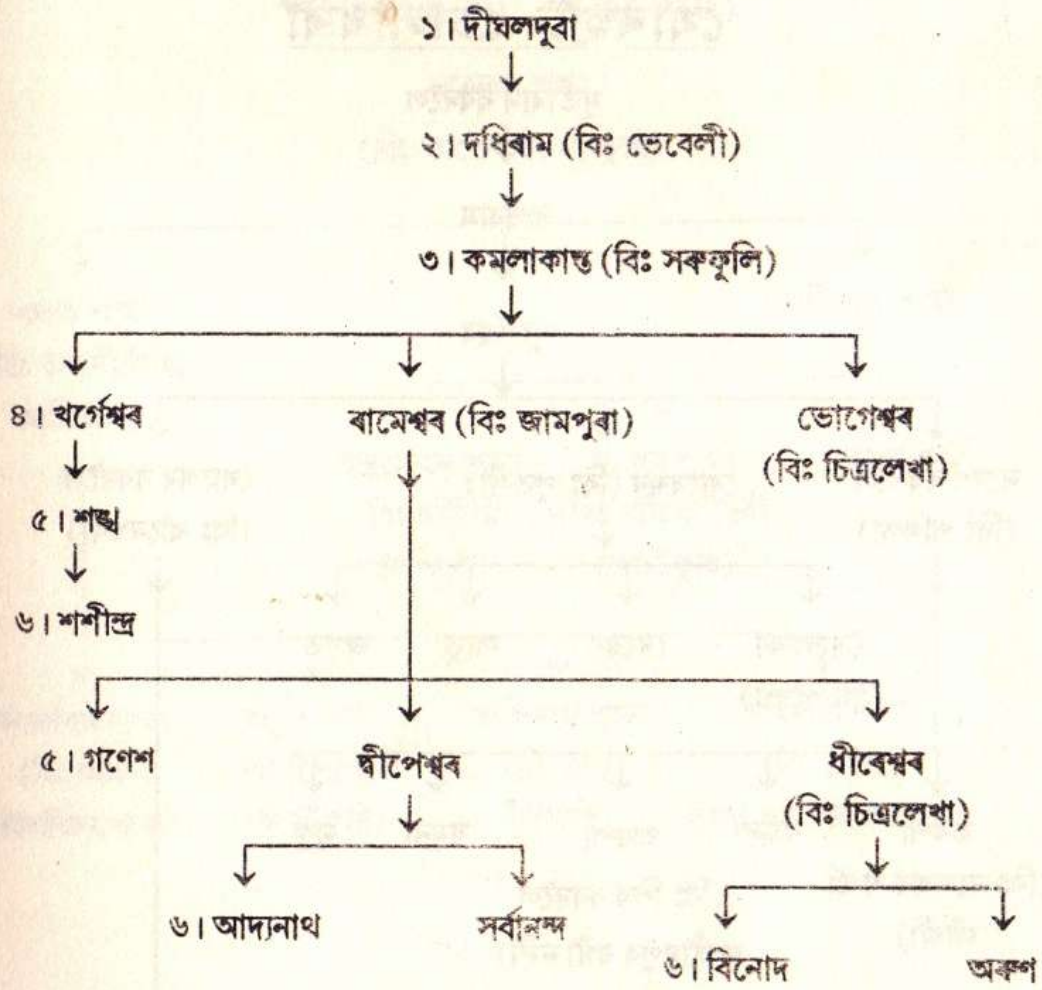 ১। দীঘলদুবা
২। দধিৰাম (বিঃ ভেবেলী)
৩। কমলাকান্ত (বিঃ সৰুফুলি)
৪। খৰ্গেশ্বৰ ৰামেশ্বৰ (বিঃ জামপুৰা) ভোগেশ্বৰ
(বিঃ চিত্ৰলেখা)
৫। শঙ্খ
৬। শশীন্দ্ৰ
৫। গণেশ দ্বীপেশ্বৰ ধীৰেশ্বৰ
(বিঃ চিত্ৰলেখা)
৬। আদ্যনাথ সৰ্বানন্দ
৬। বিনোদ অৰুণ